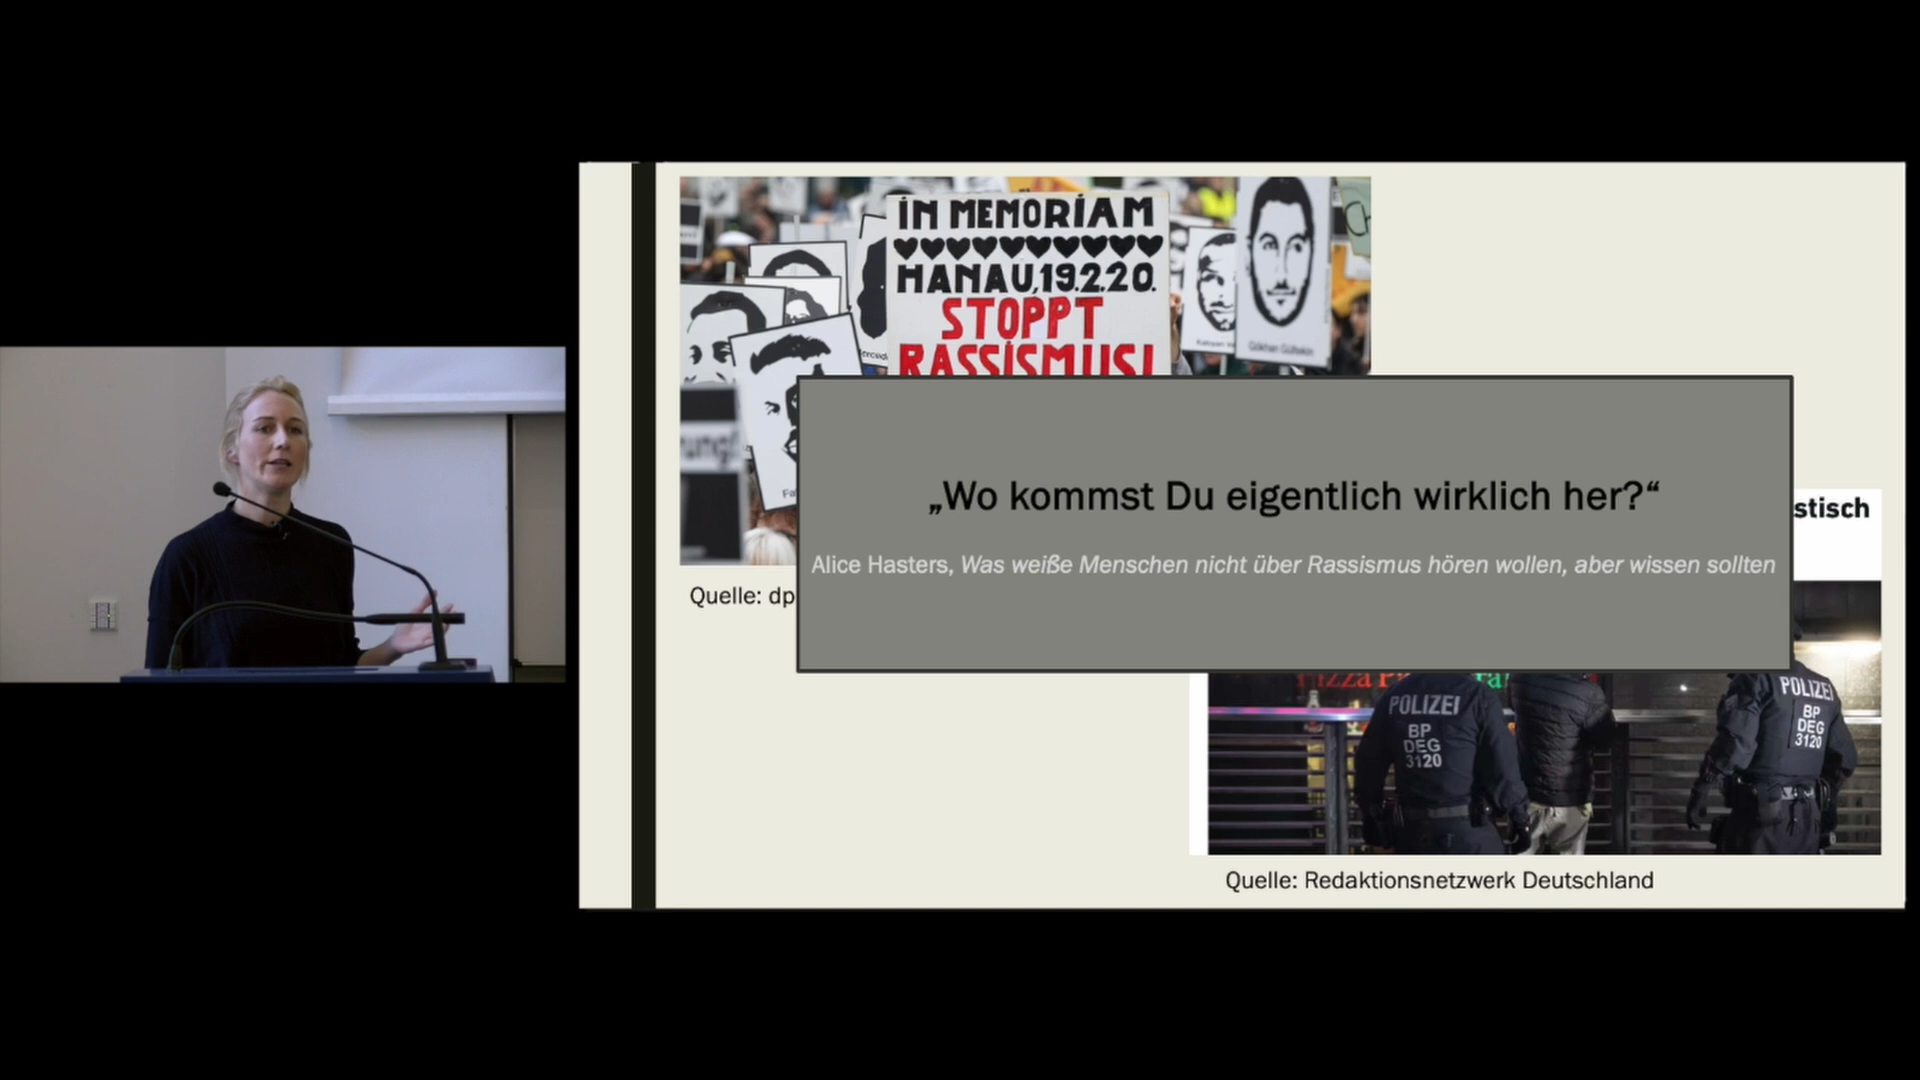 IN MEMORIAM
HANAU, 19.2.20.
STOPPT
RASSISMUS!
Gökhan Gültekin
„Wo kommst Du eigentlich wirklich her?“
Alice Hasters, Was weiße Menschen nicht über Rassismus hören wollen, aber wissen sollten
stisch
Quelle: dp
POLIZEI
BP
DEG
3120
POLIZEI
BP
DEG
3120
Quelle: Redaktionsnetzwerk Deutschland